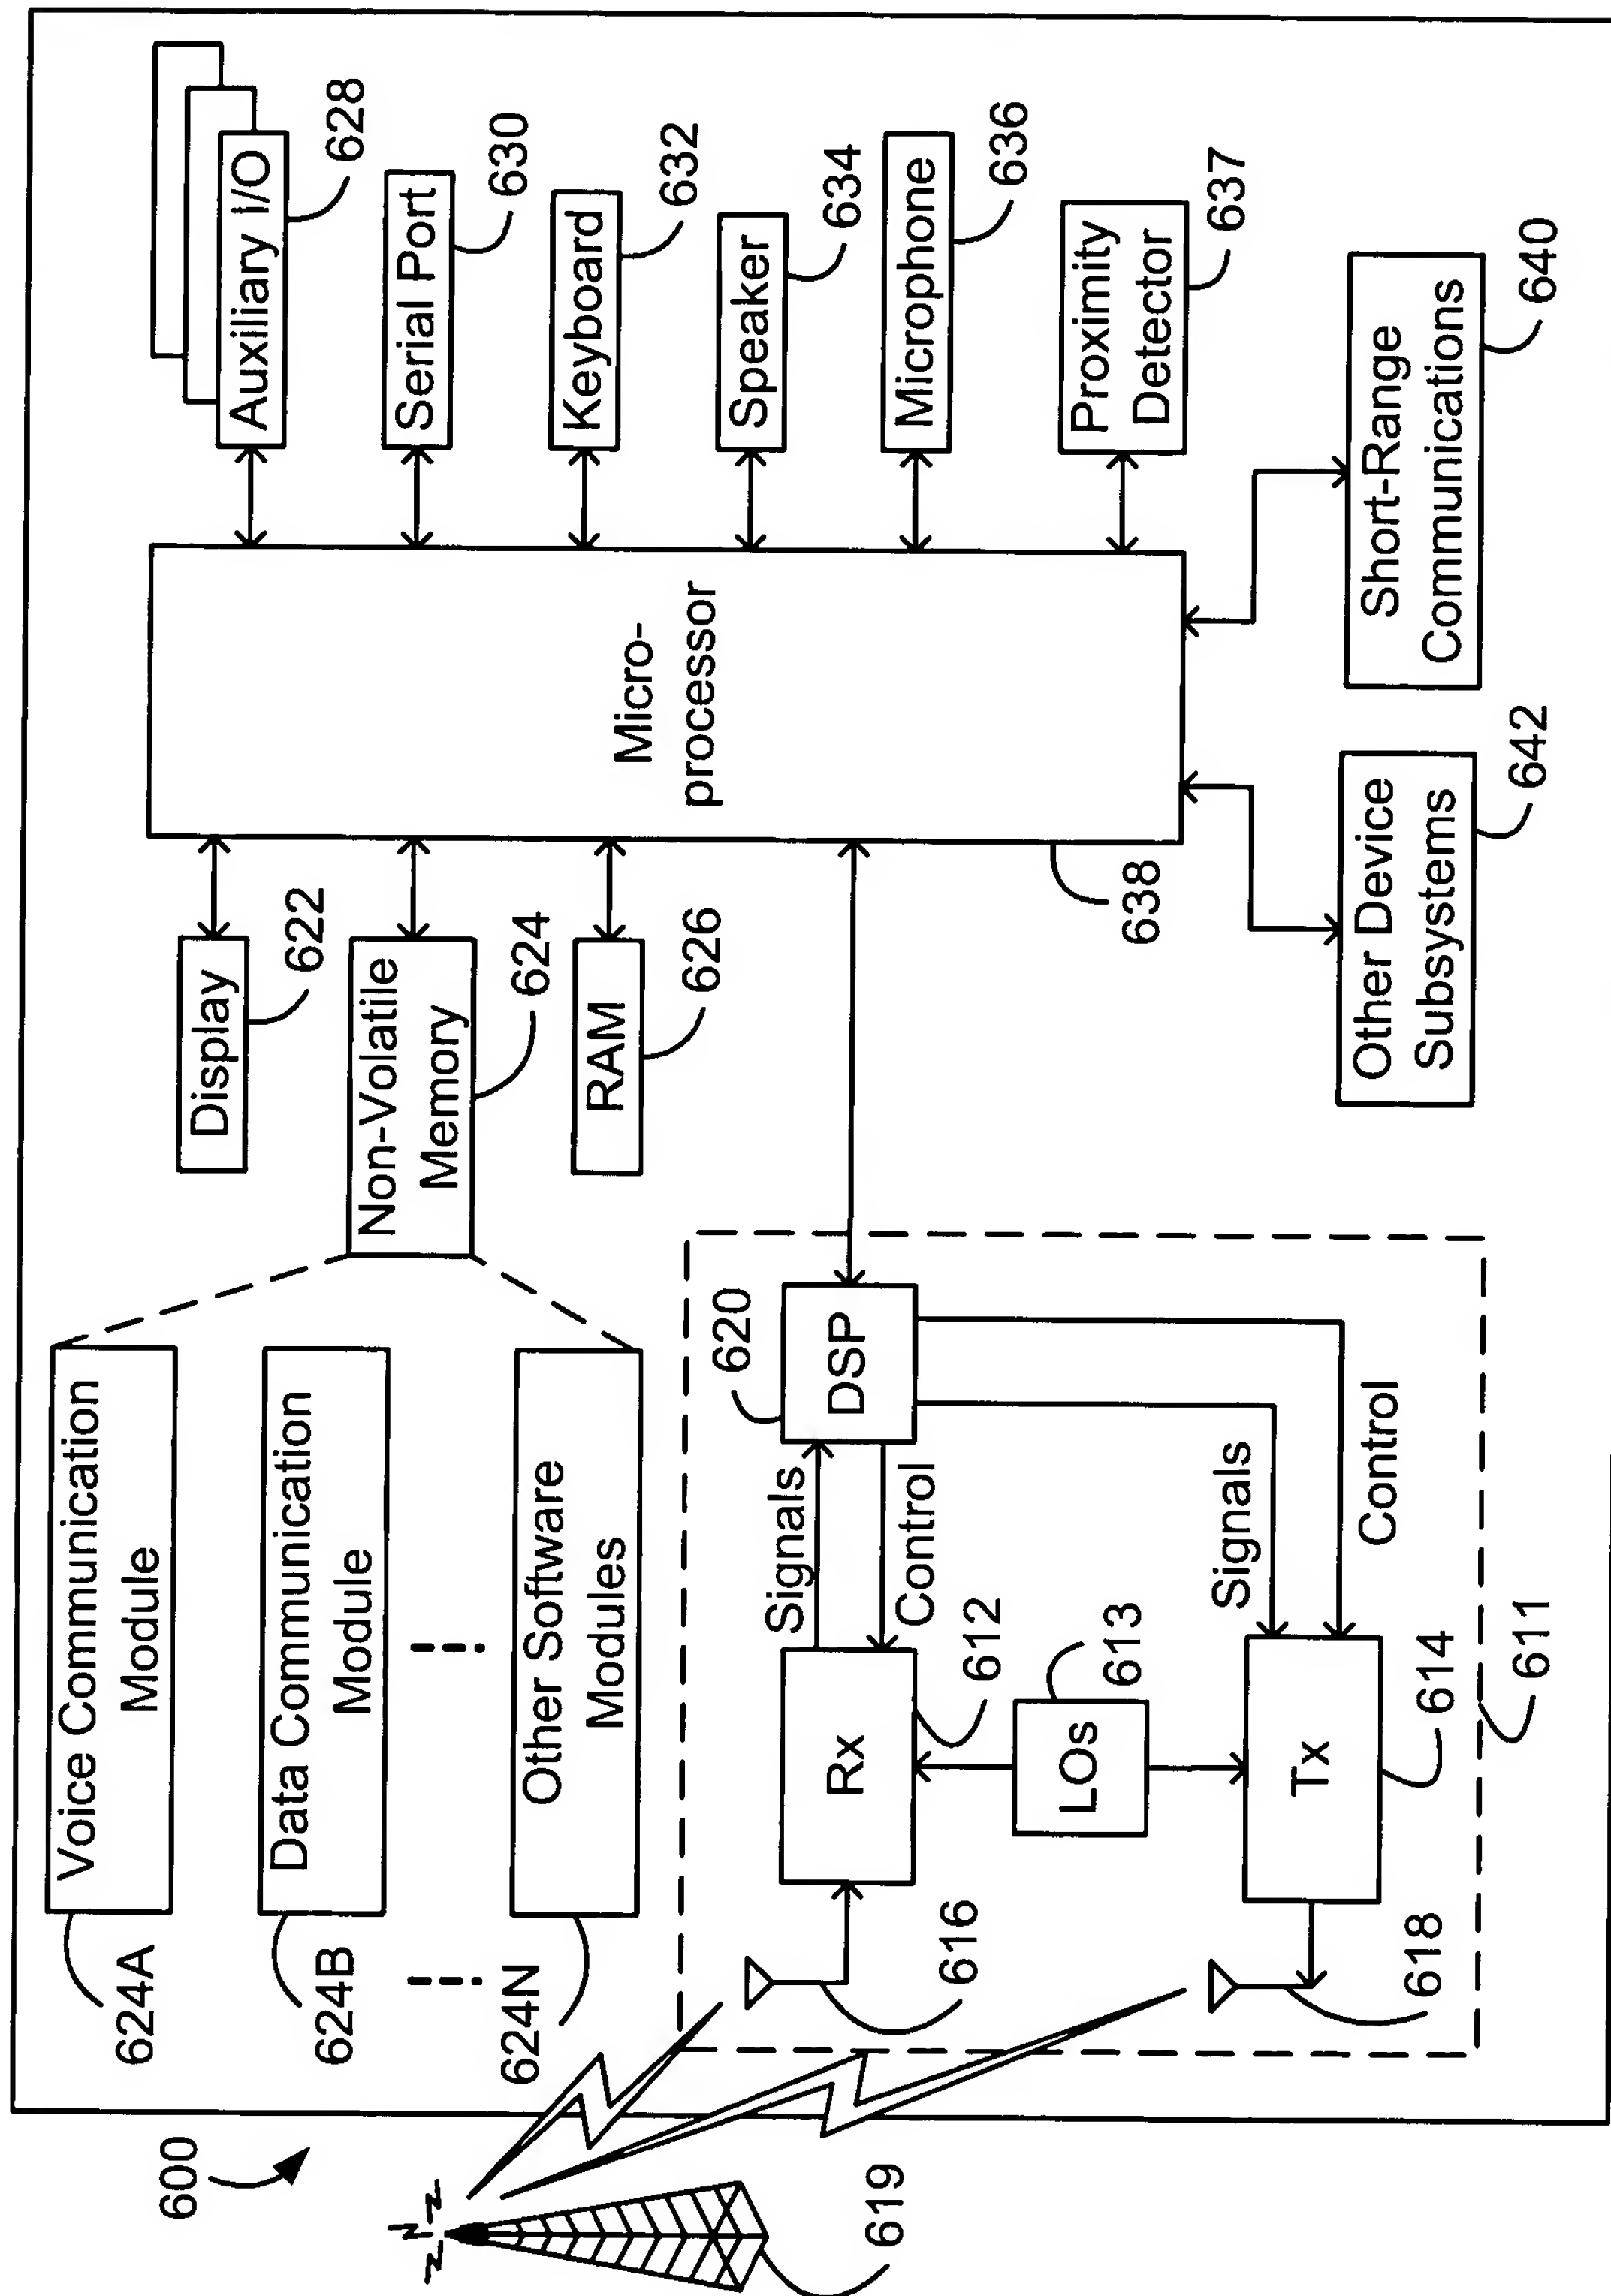 600
619
Voice Communication
Module
624A
Data Communication
Module
624B
Other Software
Modules
624N
Display
622
Non-Volatile
Memory
624
RAM
626
Micro-
processor
638
Auxiliary I/O
628
Serial Port
630
Keyboard
632
Speaker
634
Microphone
636
Proximity
Detector
637
Short-Range
Communications
640
Other Device
Subsystems
642
DSP
620
Signals
Control
Rx
612
616
LOs
613
Signals
Control
Tx
614
618
611